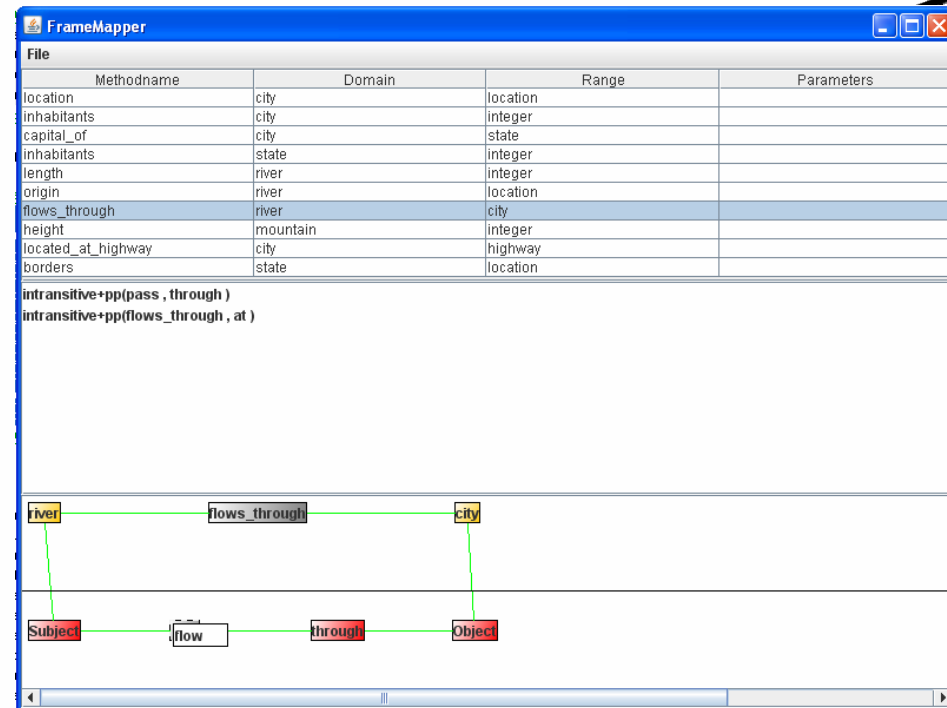 FrameMapper
File
Methodname Domain Range Parameters
location city location
inhabitants city integer
capital_of city state
inhabitants state integer
length river integer
origin river location
flows_through river city
height mountain integer
located_at_highway city highway
borders state location
intransitive+pp(pass , through )
intransitive+pp(flows_through , at )
river flows_through city
Subject flow through Object